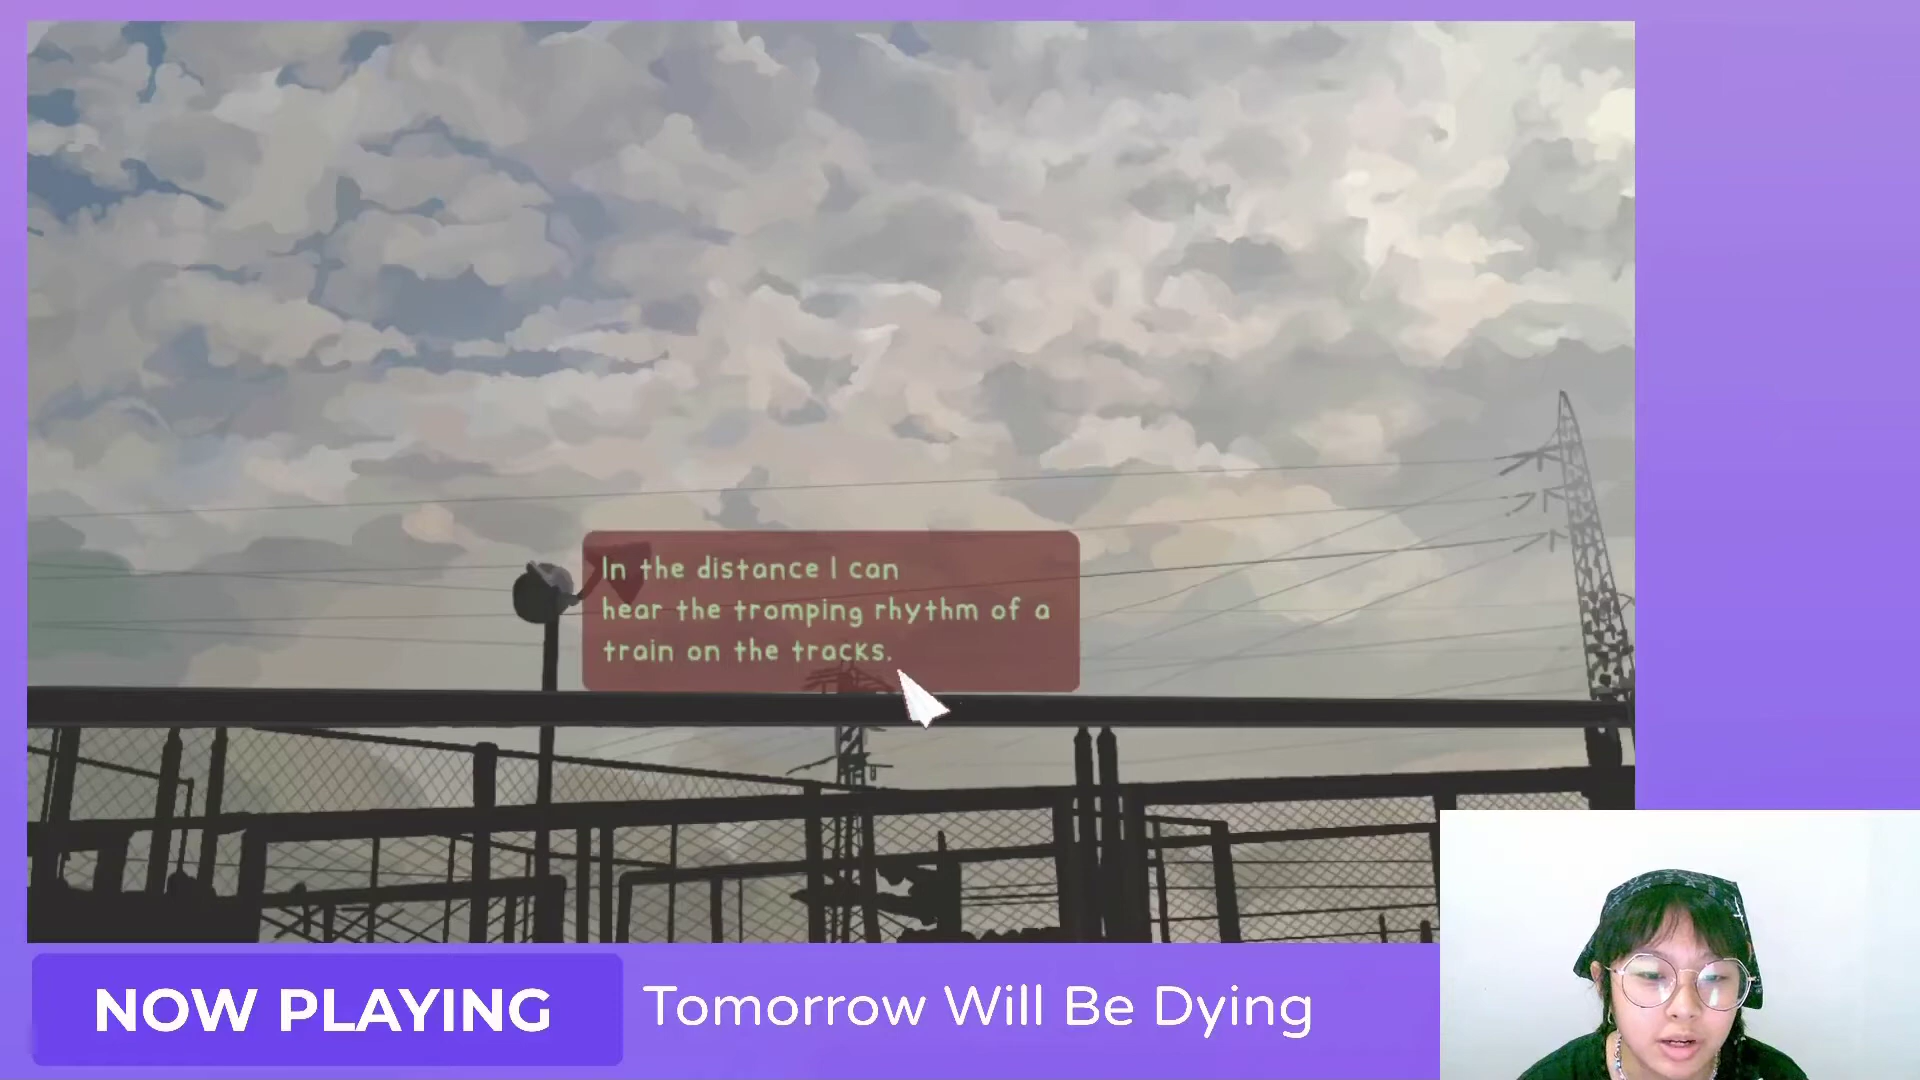 In the distance I can
hear the tromping rhythm of a
train on the tracks.
NOW PLAYING
Tomorrow Will Be Dying